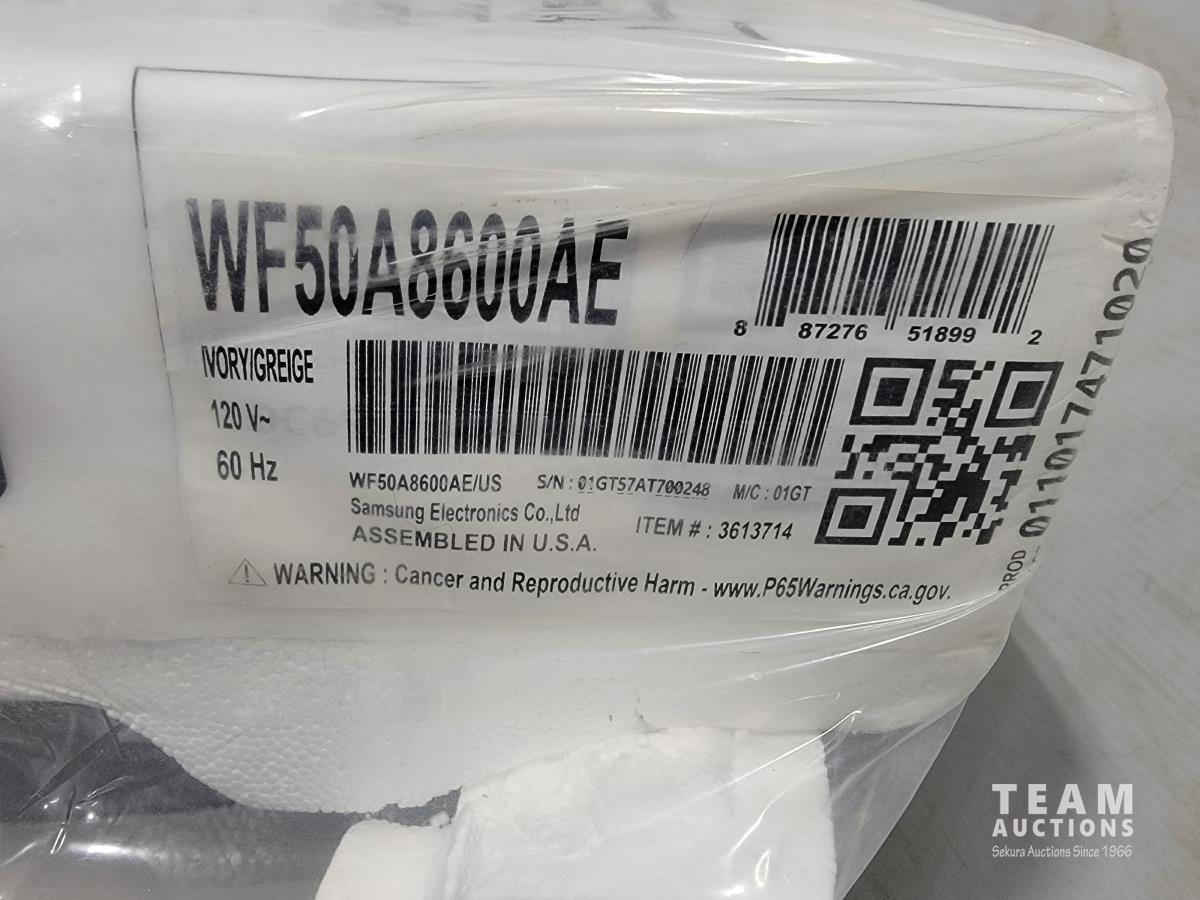 WF50A8600AE
8 87276 51899 2
IVORY/GREIGE
120 V~
60 Hz
WF50A8600AE/US S/N : 01GT57AT700248 M/C : 01GT
Samsung Electronics Co.,Ltd
ITEM # : 3613714
ASSEMBLED IN U.S.A.
WARNING : Cancer and Reproductive Harm - www.P65Warnings.ca.gov.
PROD
011017471020
TEAM
AUCTIONS
Sekura Auctions Since 1966